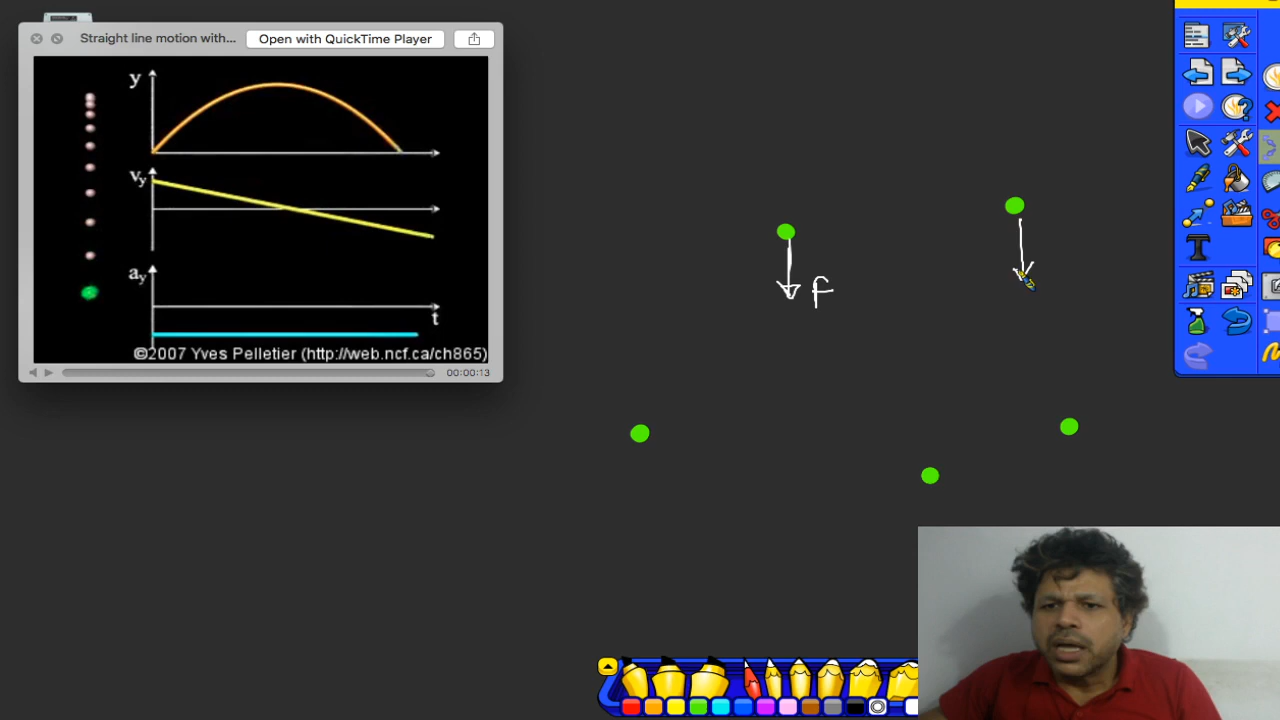 Straight line motion with...
Open with QuickTime Player
y
vy
ay
t
©2007 Yves Pelletier (http://web.ncf.ca/ch865)
00:00:13
F
T